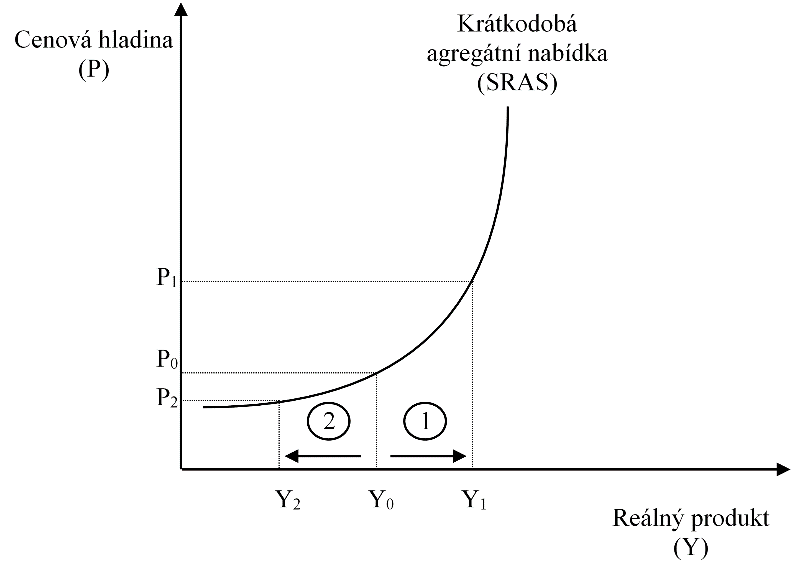 Cenová hladina
(P)
Krátkodobá
agregátní nabídka
(SRAS)
P₁
P₀
P₂
2
1
Y₂
Y₀
Y₁
Reálný produkt
(Y)